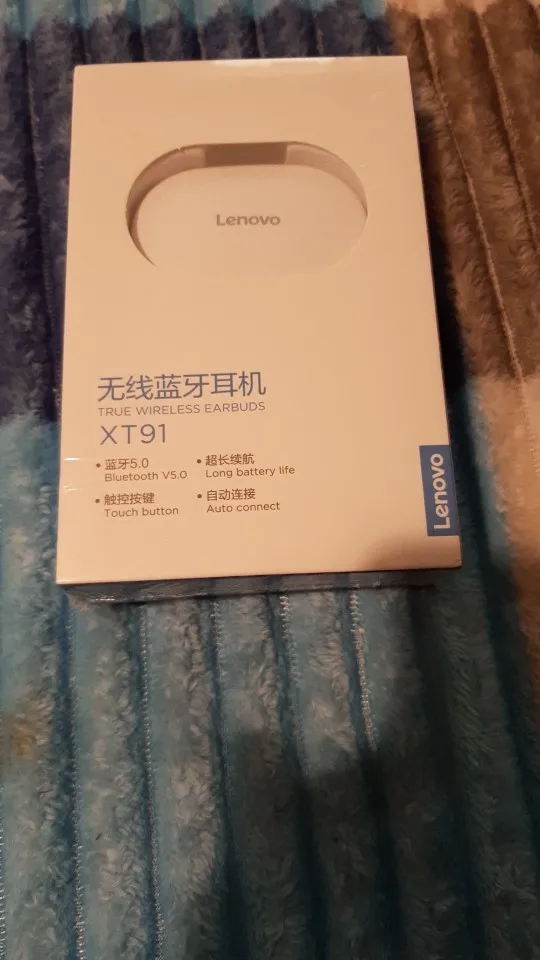 Lenovo
无线蓝牙耳机
TRUE WIRELESS EARBUDS
XT91
• 蓝牙5.0
Bluetooth V5.0
• 超长续航
Long battery life
• 触控按键
Touch button
• 自动连接
Auto connect
Lenovo